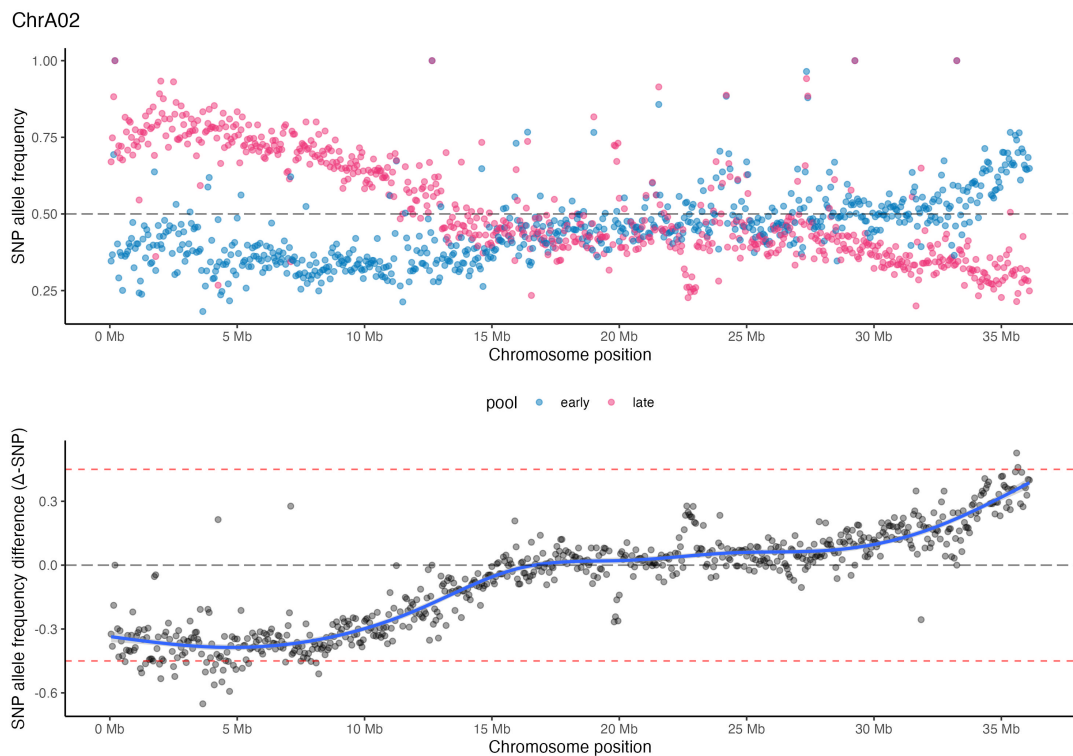 ChrA02
SNP allele frequency
1.00
0.75
0.50
0.25
0 Mb 5 Mb 10 Mb 15 Mb 20 Mb 25 Mb 30 Mb 35 Mb
Chromosome position
pool early late
SNP allele frequency difference (Δ-SNP)
0.3
0.0
-0.3
-0.6
0 Mb 5 Mb 10 Mb 15 Mb 20 Mb 25 Mb 30 Mb 35 Mb
Chromosome position